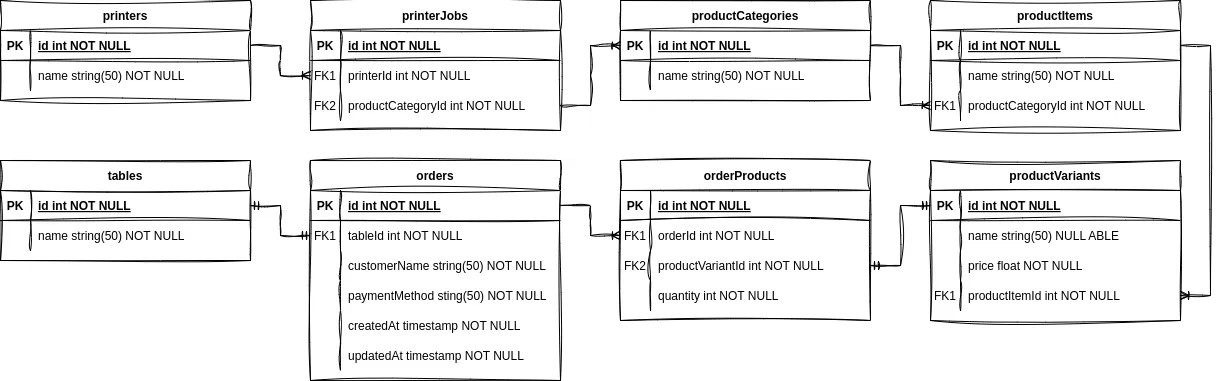 printers
PK id int NOT NULL
name string(50) NOT NULL
printerJobs
PK id int NOT NULL
FK1 printerId int NOT NULL
FK2 productCategoryId int NOT NULL
productCategories
PK id int NOT NULL
name string(50) NOT NULL
productItems
PK id int NOT NULL
name string(50) NOT NULL
FK1 productCategoryId int NOT NULL
tables
PK id int NOT NULL
name string(50) NOT NULL
orders
PK id int NOT NULL
FK1 tableId int NOT NULL
customerName string(50) NOT NULL
paymentMethod sting(50) NOT NULL
createdAt timestamp NOT NULL
updatedAt timestamp NOT NULL
orderProducts
PK id int NOT NULL
FK1 orderId int NOT NULL
FK2 productVariantId int NOT NULL
quantity int NOT NULL
productVariants
PK id int NOT NULL
name string(50) NULL ABLE
price float NOT NULL
FK1 productItemId int NOT NULL